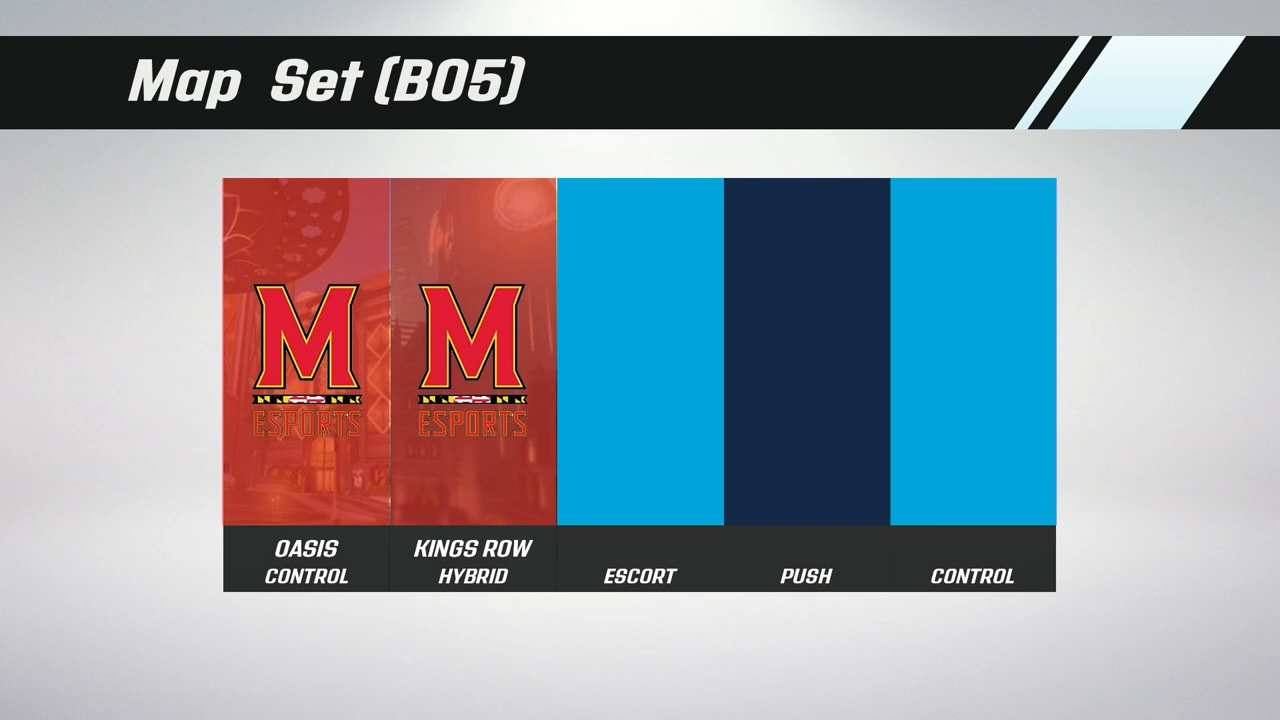 Map Set (BO5)
M M
ESPORTS ESPORTS
OASIS KINGS ROW
CONTROL HYBRID ESCORT PUSH CONTROL